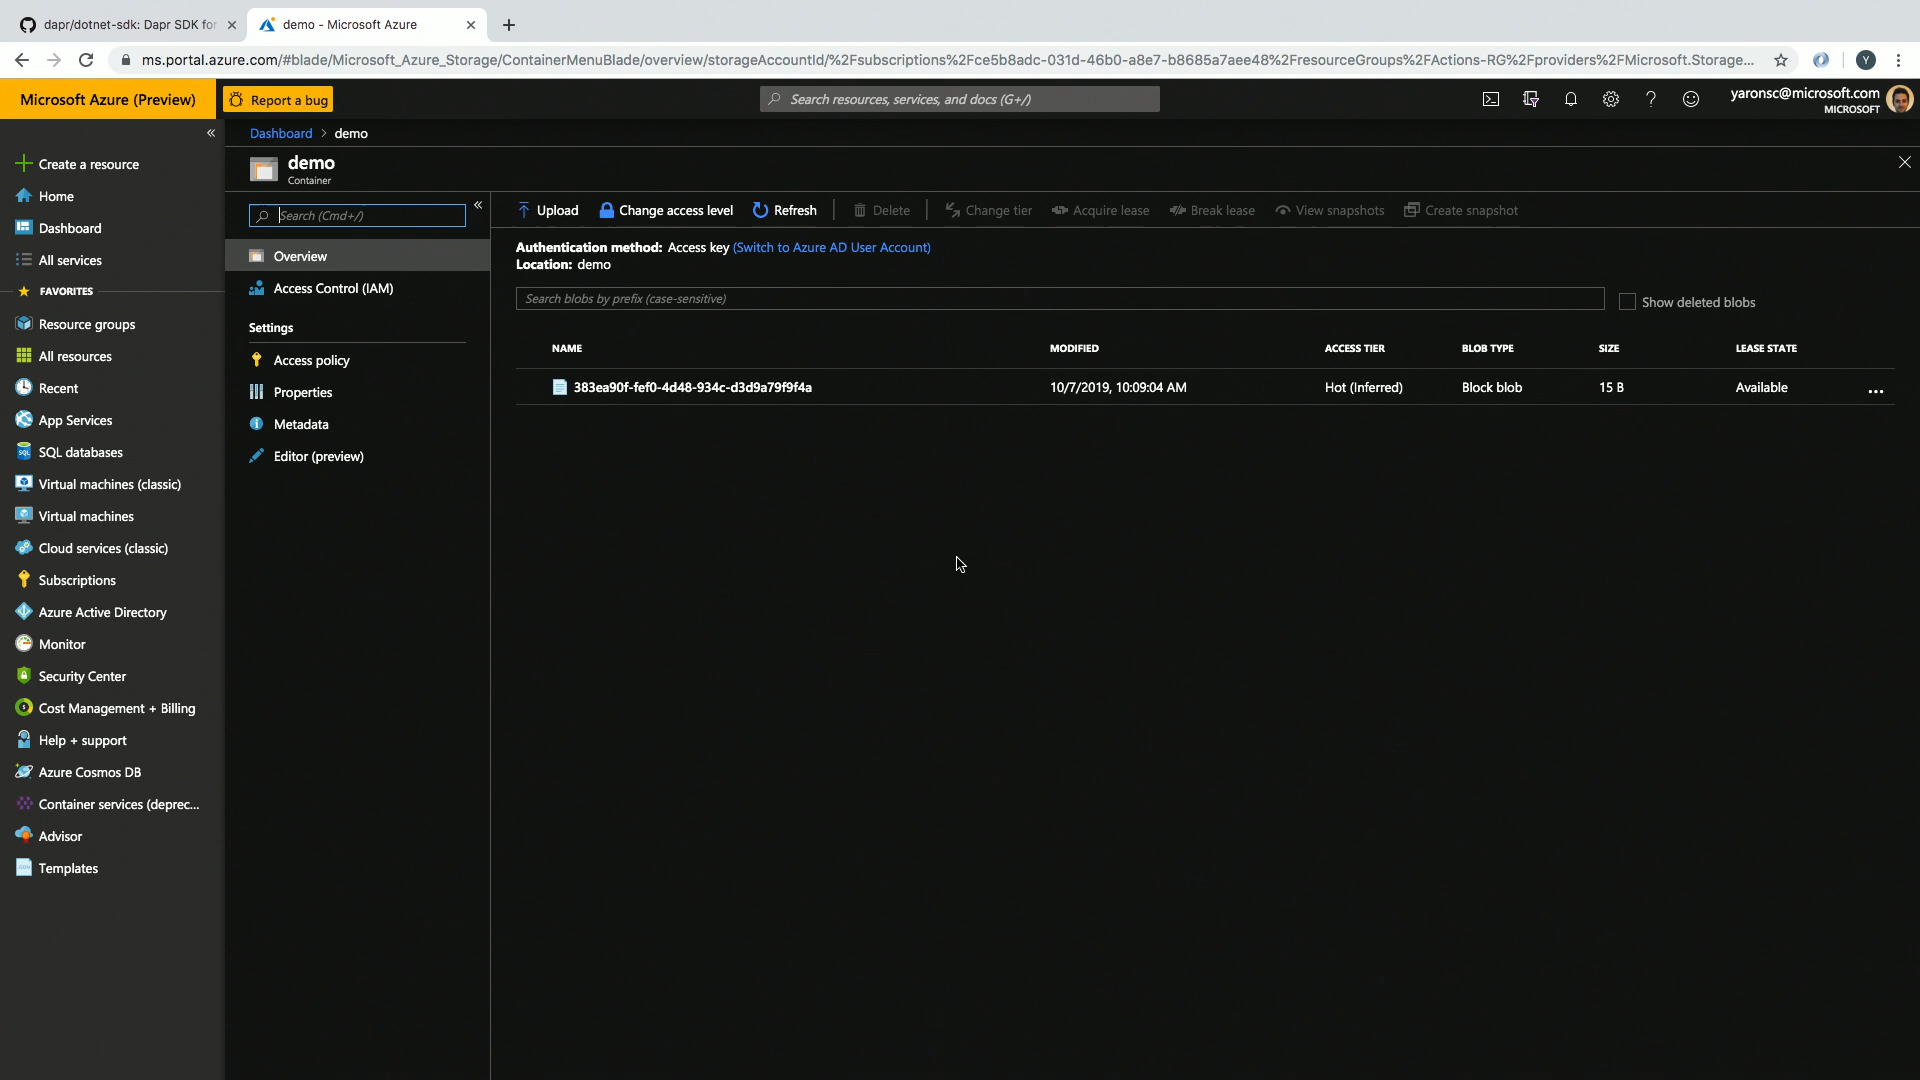 dapr/dotnet-sdk: Dapr SDK for
demo - Microsoft Azure
ms.portal.azure.com/#blade/Microsoft_Azure_Storage/ContainerMenuBlade/overview/storageAccountId/%2Fsubscriptions%2Fce5b8adc-031d-46b0-a8e7-b8685a7aee48%2FresourceGroups%2FActions-RG%2Fproviders%2FMicrosoft.Storage...
Y
Microsoft Azure (Preview)
Report a bug
Search resources, services, and docs (G+/)
yaronsc@microsoft.com
MICROSOFT
Dashboard > demo
demo
Container
Create a resource
Home
Dashboard
All services
FAVORITES
Resource groups
All resources
Recent
App Services
SQL databases
Virtual machines (classic)
Virtual machines
Cloud services (classic)
Subscriptions
Azure Active Directory
Monitor
Security Center
Cost Management + Billing
Help + support
Azure Cosmos DB
Container services (deprec...
Advisor
Templates
Search (Cmd+/)
Overview
Access Control (IAM)
Settings
Access policy
Properties
Metadata
Editor (preview)
Upload Change access level Refresh Delete Change tier Acquire lease Break lease View snapshots Create snapshot
Authentication method: Access key (Switch to Azure AD User Account)
Location: demo
Search blobs by prefix (case-sensitive)
Show deleted blobs
NAME MODIFIED ACCESS TIER BLOB TYPE SIZE LEASE STATE
383ea90f-fef0-4d48-934c-d3d9a79f9f4a 10/7/2019, 10:09:04 AM Hot (Inferred) Block blob 15 B Available ...